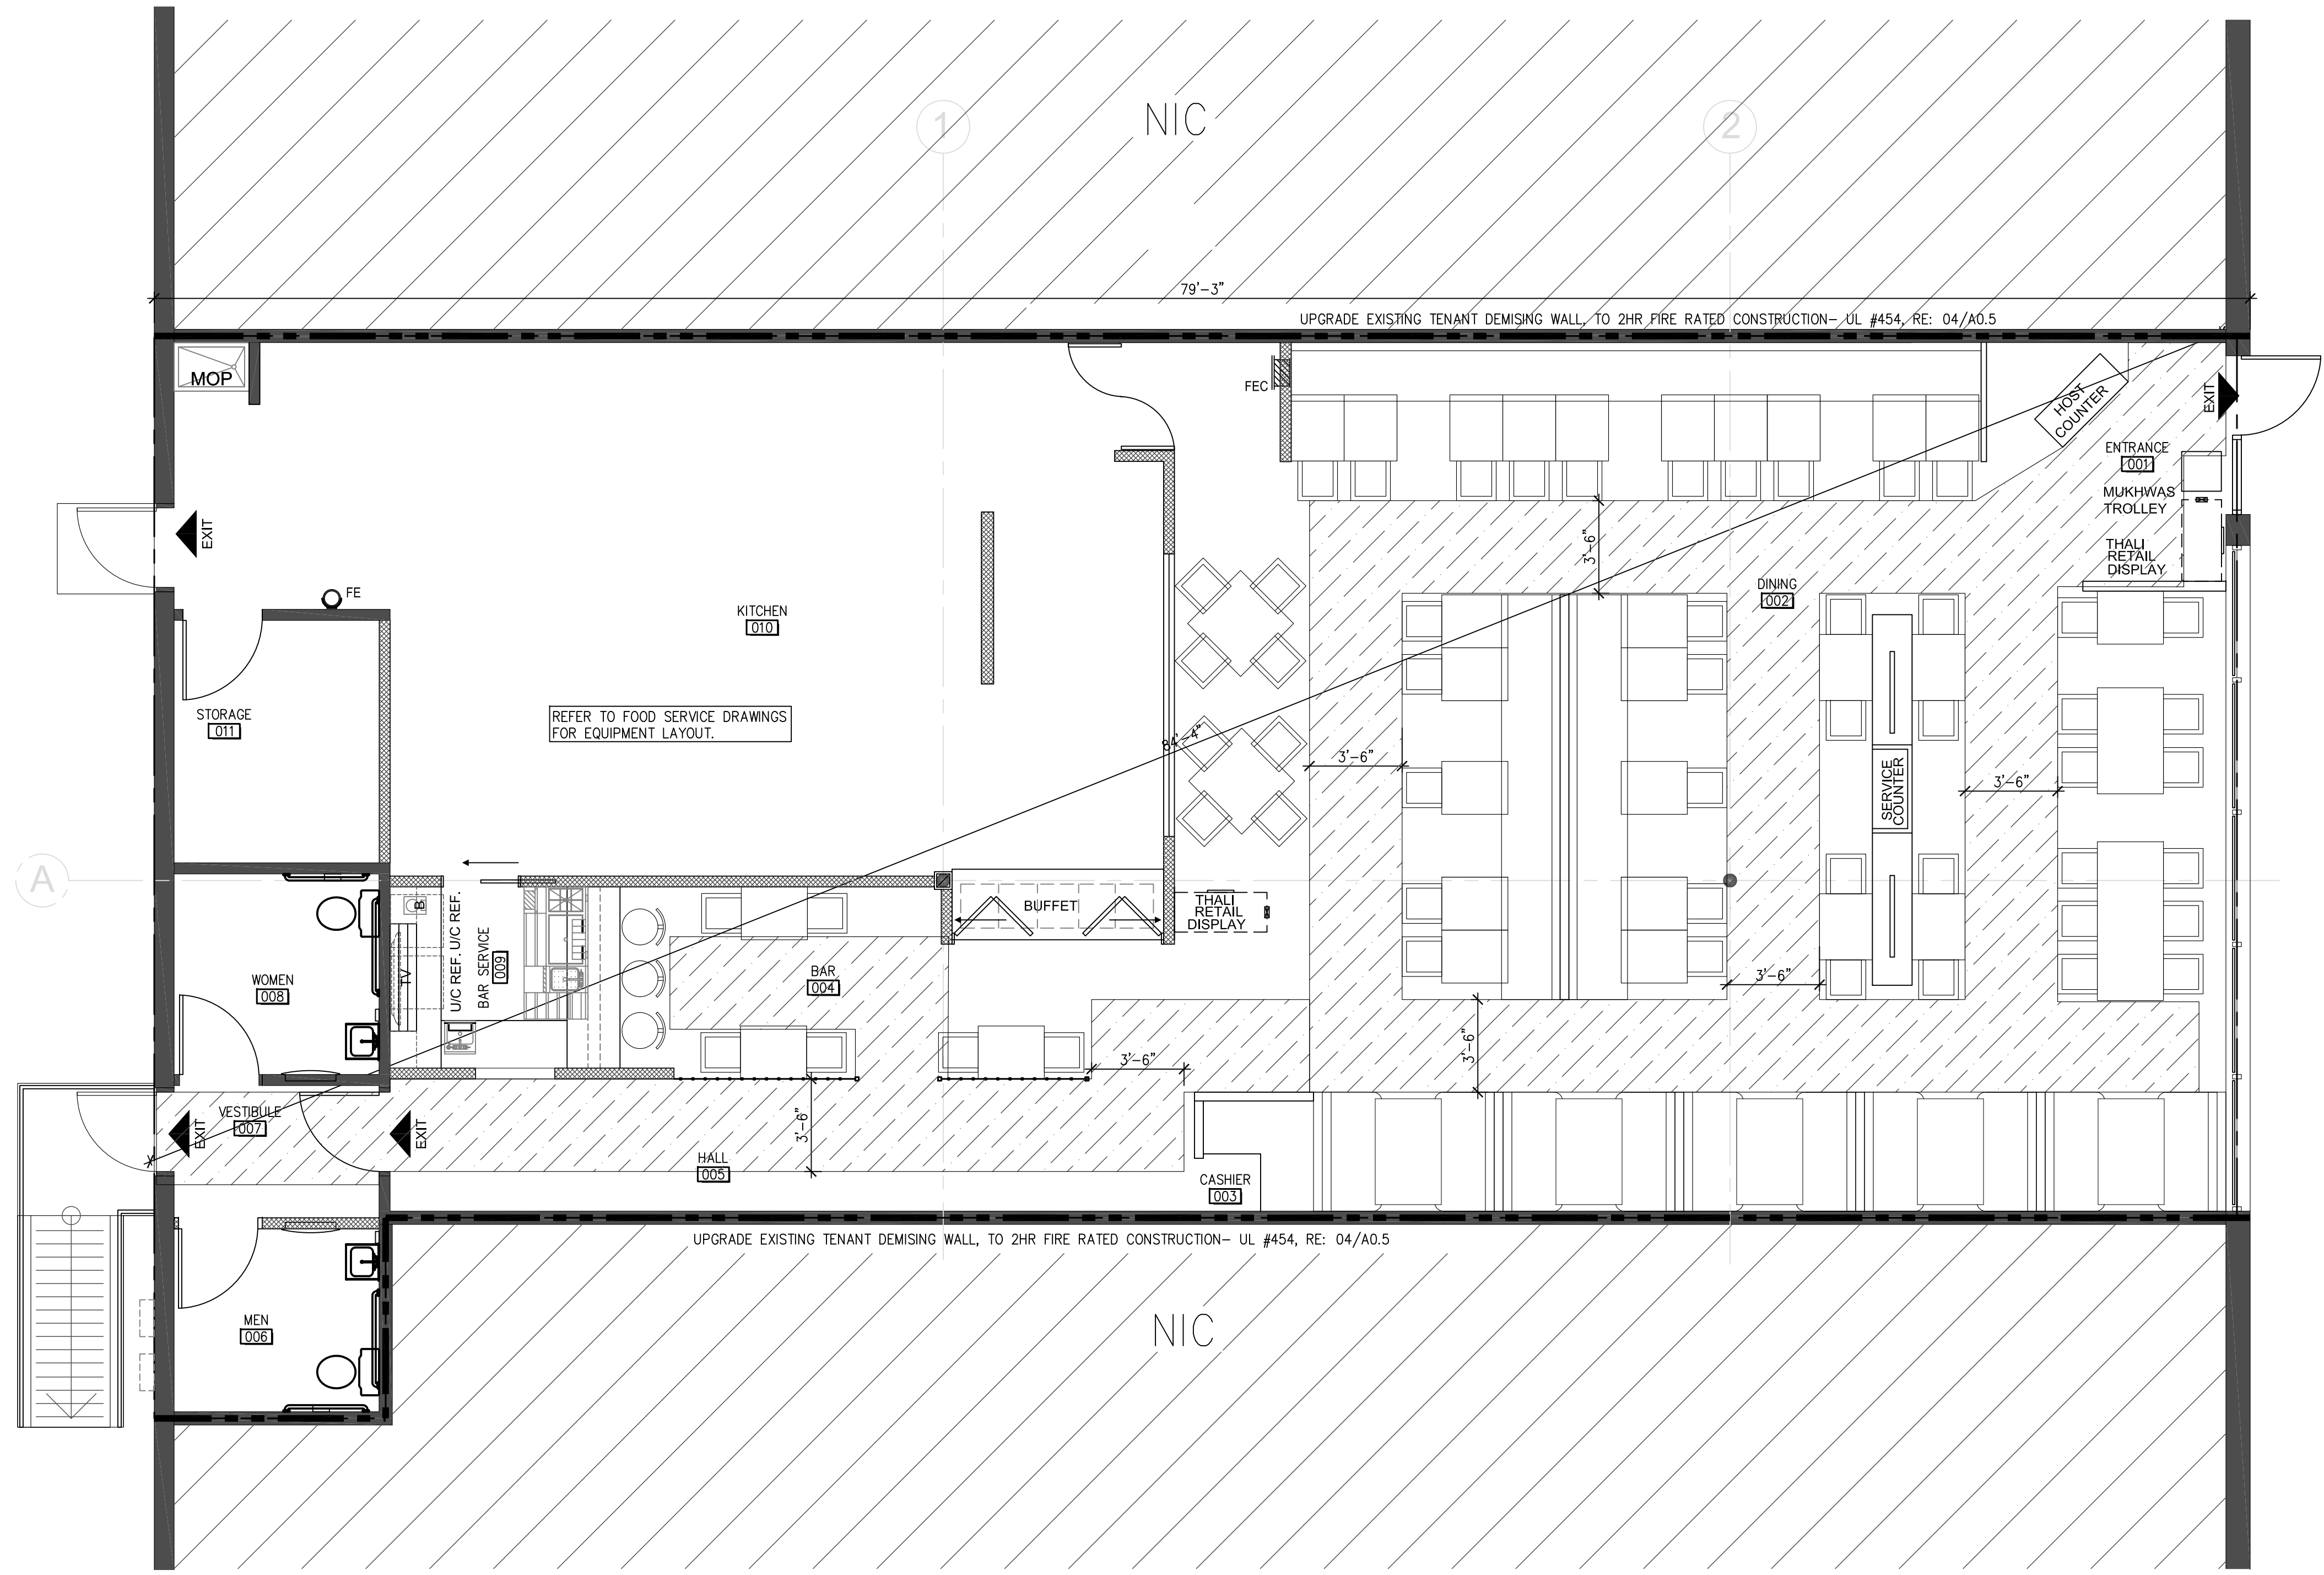 NIC
1
2
79'-3"
UPGRADE EXISTING TENANT DEMISING WALL, TO 2HR FIRE RATED CONSTRUCTION- UL #454, RE: 04/A0.5
MOP
FEC
HOST
COUNTER
EXIT
ENTRANCE
001
MUKHWAS
TROLLEY
THALI
RETAIL
DISPLAY
EXIT
3'-6"
FE
KITCHEN
010
DINING
002
STORAGE
011
REFER TO FOOD SERVICE DRAWINGS
FOR EQUIPMENT LAYOUT.
84'-4"
3'-6"
SERVICE
COUNTER
3'-6"
A
B
U/C REF. U/C REF.
TV
BAR SERVICE
009
BUFFET
THALI
RETAIL
DISPLAY
WOMEN
008
BAR
004
3'-6"
3'-6"
3'-6"
VESTIBULE
007
EXIT
EXIT
3'-6"
HALL
005
CASHIER
003
UPGRADE EXISTING TENANT DEMISING WALL, TO 2HR FIRE RATED CONSTRUCTION- UL #454, RE: 04/A0.5
MEN
006
NIC